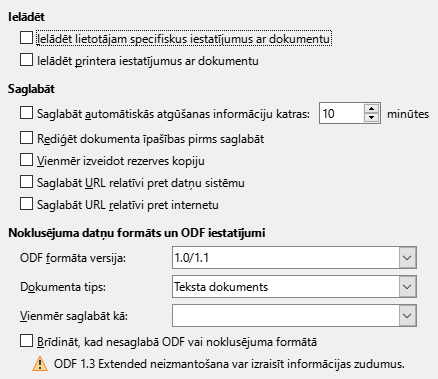 Ielādēt
Ielādēt lietotājam specifiskus iestatījumus ar dokumentu
Ielādēt printera iestatījumus ar dokumentu
Saglabāt
Saglabāt automātiskās atgūšanas informāciju katras: 10 minūtes
Rediģēt dokumenta īpašības pirms saglabāt
Vienmēr izveidot rezerves kopiju
Saglabāt URL relatīvi pret datņu sistēmu
Saglabāt URL relatīvi pret internetu
Noklusējuma datņu formāts un ODF iestatījumi
ODF formāta versija: 1.0/1.1
Dokumenta tips: Teksta dokuments
Vienmēr saglabāt kā:
Brīdināt, kad nesaglabā ODF vai noklusējuma formātā
ODF 1.3 Extended neizmantošana var izraisīt informācijas zudumus.